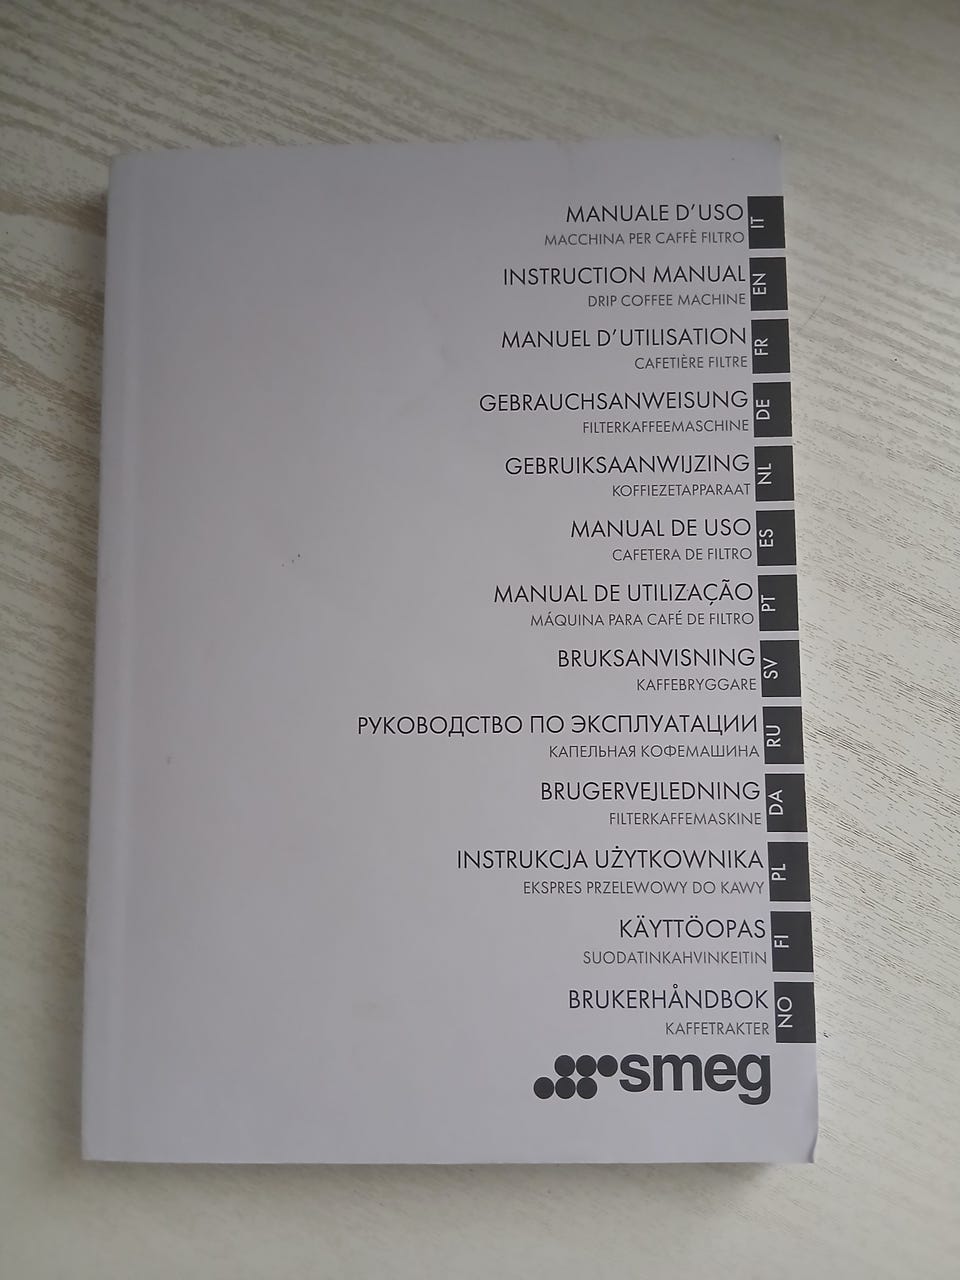 MANUALE D'USO
MACCHINA PER CAFFÈ FILTRO
IT
INSTRUCTION MANUAL
DRIP COFFEE MACHINE
EN
MANUEL D'UTILISATION
CAFETIÈRE FILTRE
FR
GEBRAUCHSANWEISUNG
FILTERKAFFEEMASCHINE
DE
GEBRUIKSAANWIJZING
KOFFIEZETAPPARAAT
NL
MANUAL DE USO
CAFETERA DE FILTRO
ES
MANUAL DE UTILIZAÇÃO
MÁQUINA PARA CAFÉ DE FILTRO
PT
BRUKSANVISNING
KAFFEBRYGGARE
SV
РУКОВОДСТВО ПО ЭКСПЛУАТАЦИИ
КАПЕЛЬНАЯ КОФЕМАШИНА
RU
BRUGERVEJLEDNING
FILTERKAFFEMASKINE
DA
INSTRUKCJA UŻYTKOWNIKA
EKSPRES PRZELEWOWY DO KAWY
PL
KÄYTTÖOPAS
SUODATINKAHVINKEITIN
FI
BRUKERHÅNDBOK
KAFFETRAKTER
NO
smeg